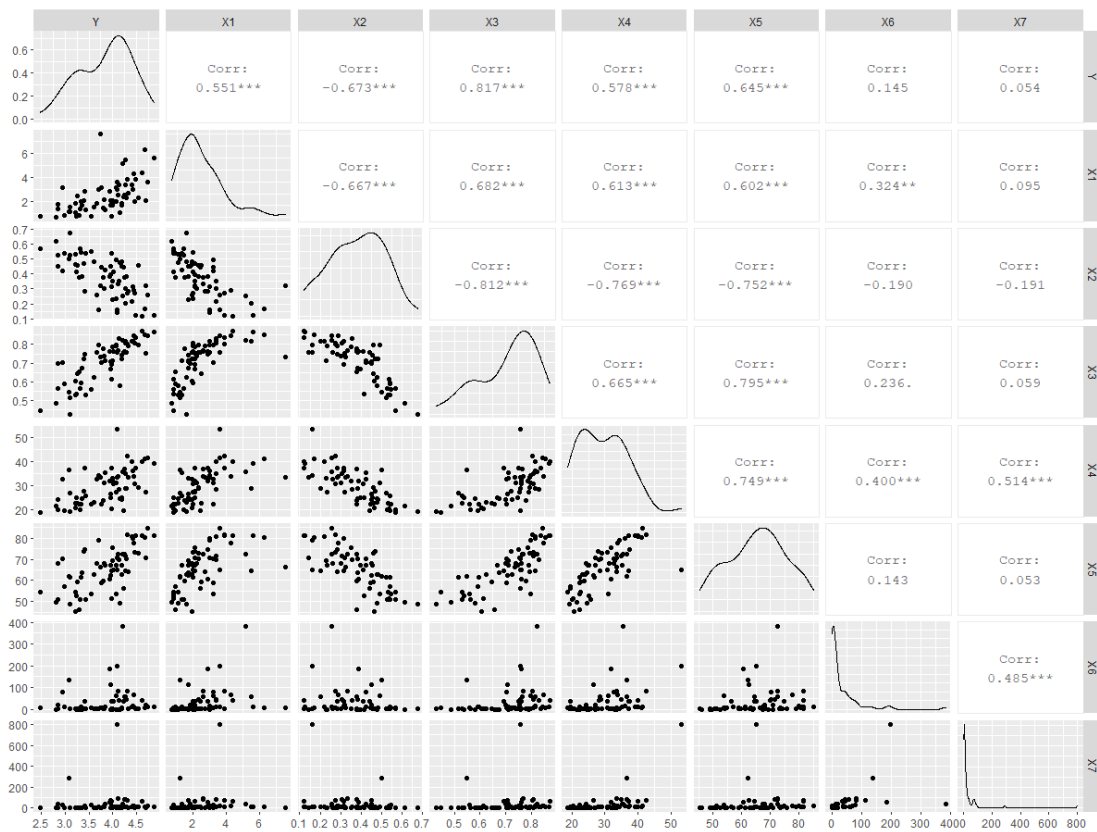 Y X1 X2 X3 X4 X5 X6 X7
0.6
0.4
0.2
0.0
Corr:
0.551***
Corr:
-0.673***
Corr:
0.817***
Corr:
0.578***
Corr:
0.645***
Corr:
0.145
Corr:
0.054
Y
6
4
2
Corr:
-0.667***
Corr:
0.682***
Corr:
0.613***
Corr:
0.602***
Corr:
0.324**
Corr:
0.095
X1
0.7
0.6
0.5
0.4
0.3
0.2
0.1
Corr:
-0.812***
Corr:
-0.769***
Corr:
-0.752***
Corr:
-0.190
Corr:
-0.191
X2
0.8
0.7
0.6
0.5
Corr:
0.665***
Corr:
0.795***
Corr:
0.236.
Corr:
0.059
X3
50
40
30
20
Corr:
0.749***
Corr:
0.400***
Corr:
0.514***
X4
80
70
60
50
Corr:
0.143
Corr:
0.053
X5
400
300
200
100
0
Corr:
0.485***
X6
800
600
400
200
0
X7
2.5 3.0 3.5 4.0 4.5 2 4 6 0.1 0.2 0.3 0.4 0.5 0.6 0.7 0.5 0.6 0.7 0.8 20 30 40 50 50 60 70 80 0 100 200 300 400 0 200 400 600 800